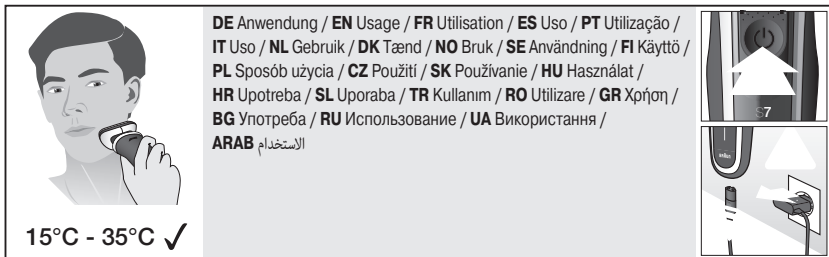 DE Anwendung / EN Usage / FR Utilisation / ES Uso / PT Utilização /
IT Uso / NL Gebruik / DK Tænd / NO Bruk / SE Användning / FI Käyttö /
PL Sposób użycia / CZ Použití / SK Používanie / HU Használat /
HR Upotreba / SL Uporaba / TR Kullanım / RO Utilizare / GR Χρήση /
BG Употреба / RU Использование / UA Використання /
ARAB الاستخدام
15°C - 35°C ✓
S7
BRAUN